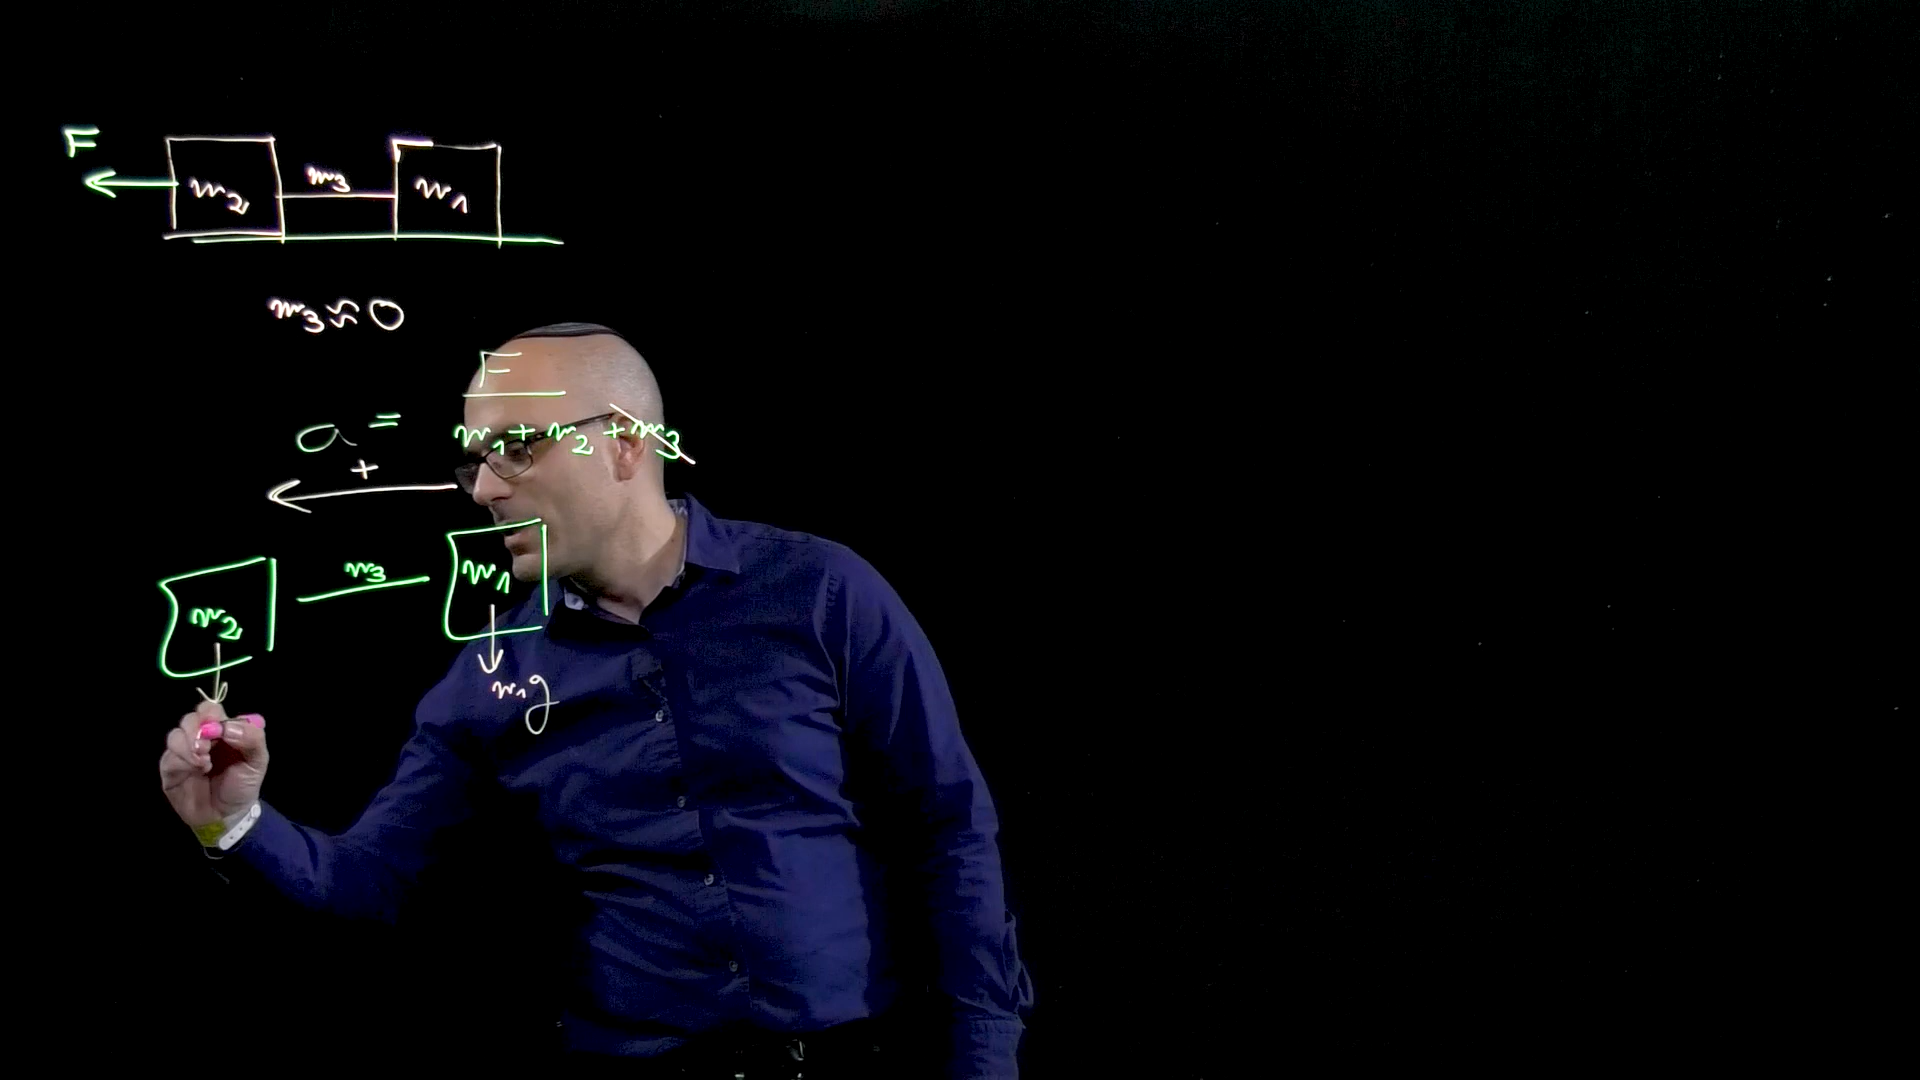 F
m₂ m₃ m₁
m₃ ≈ 0
a = F / (m₁ + m₂ + m₃)
+
m₂ m₃ m₁
m₁g